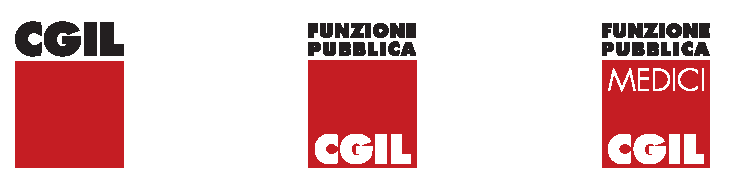 CGIL
FUNZIONE
PUBBLICA
CGIL
FUNZIONE
PUBBLICA
MEDICI
CGIL